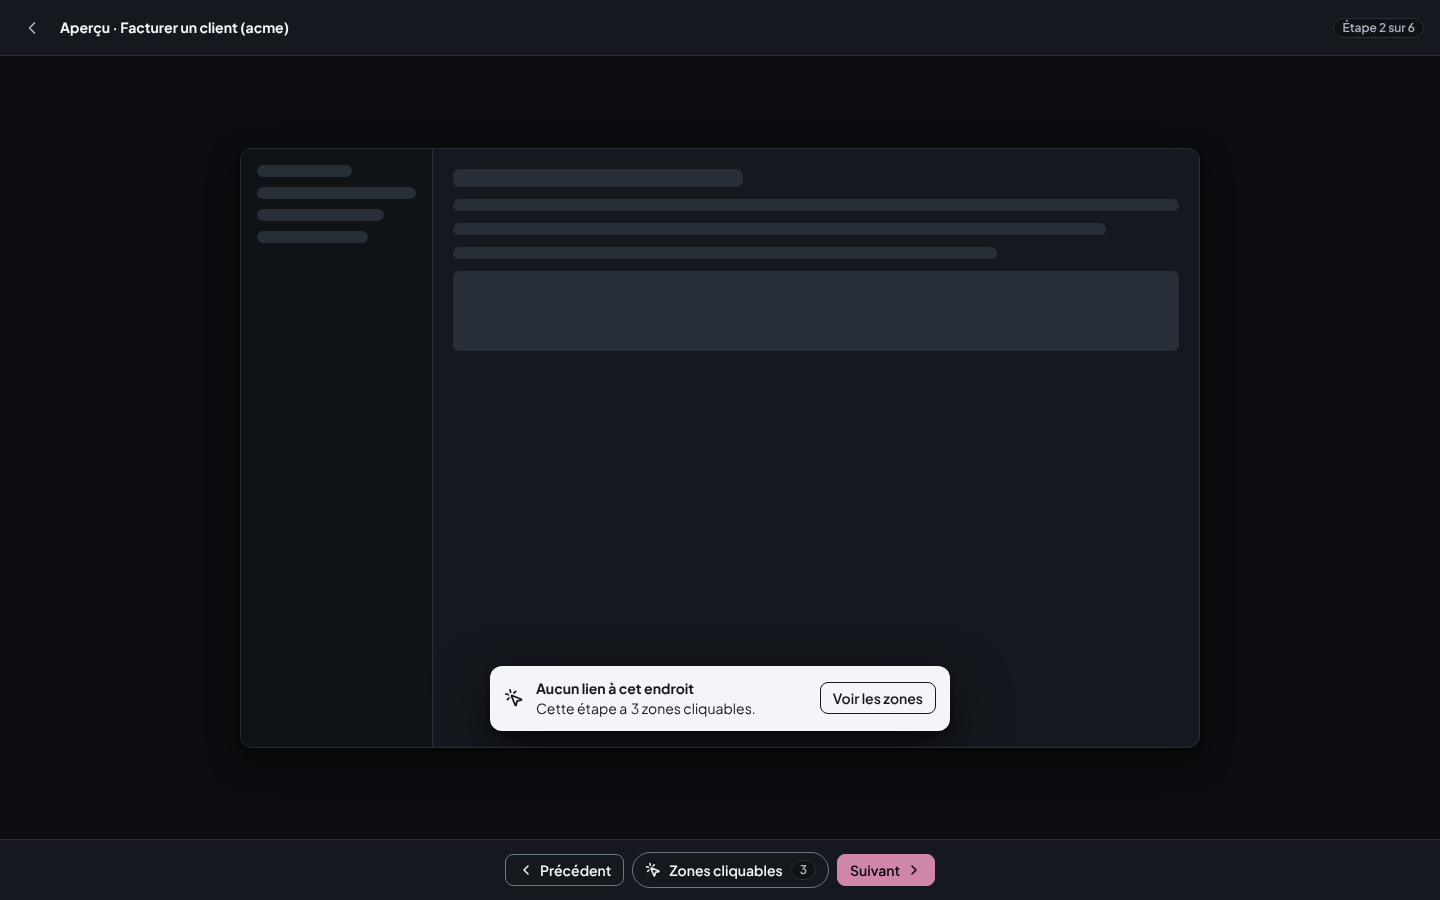 Aperçu · Facturer un client (acme)
Étape 2 sur 6
Aucun lien à cet endroit
Cette étape a 3 zones cliquables.
Voir les zones
Précédent
Zones cliquables 3
Suivant